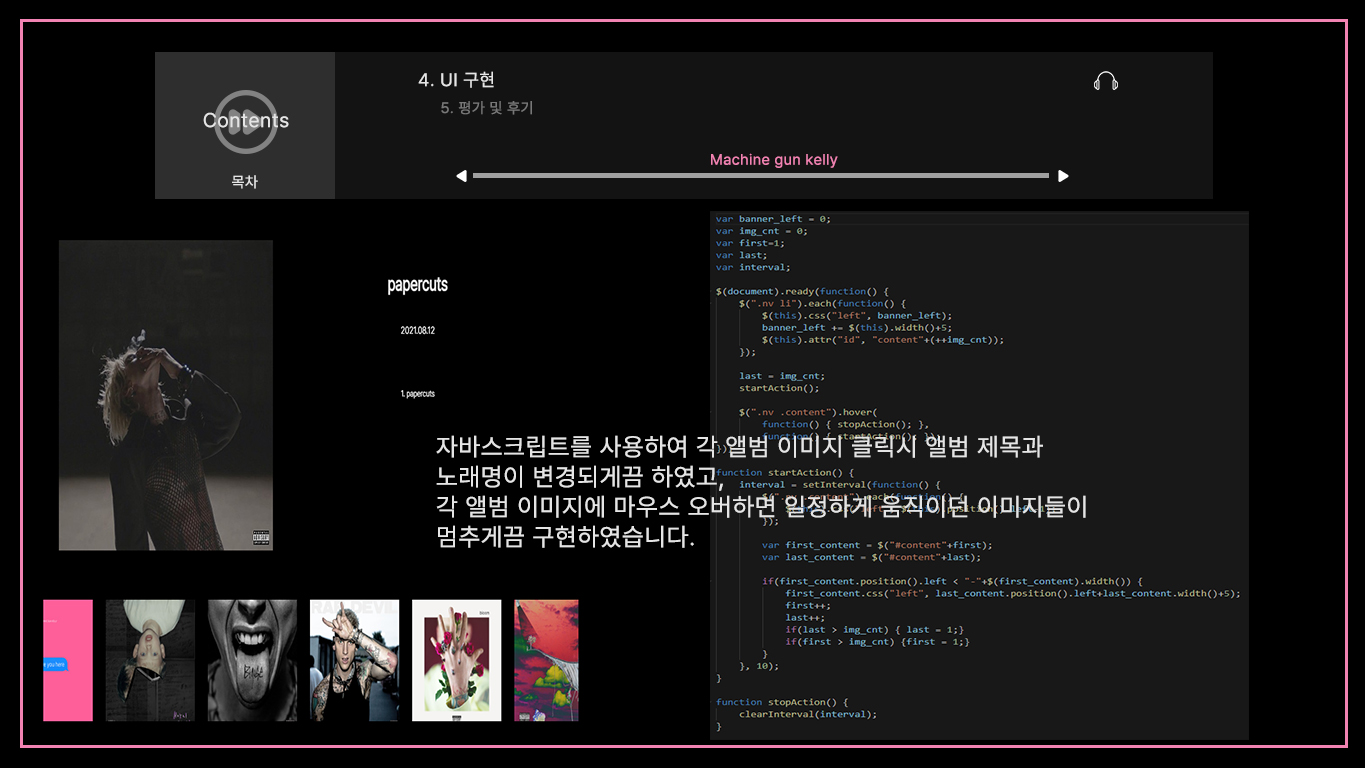 Contents
목차
4. UI 구현
5. 평가 및 후기
Machine gun kelly
papercuts
2021.08.12
1. papercuts
자바스크립트를 사용하여 각 앨범 이미지 클릭시 앨범 제목과
노래명이 변경되게끔 하였고,
각 앨범 이미지에 마우스 오버하면 일정하게 움직이던 이미지들이
멈추게끔 구현하였습니다.
var banner_left = 0;
var img_cnt = 0;
var first=1;
var last;
var interval;
$(document).ready(function() {
$(".nv li").each(function() {
$(this).css("left", banner_left);
banner_left += $(this).width()+5;
$(this).attr("id", "content"+(++img_cnt));
});
last = img_cnt;
startAction();
$(".nv .content").hover(
function() { stopAction(); },
function() { startAction(); }
function startAction() {
interval = setInterval(function() {
});
var first_content = $("#content"+first);
var last_content = $("#content"+last);
if(first_content.position().left < "-"+$(first_content).width()) {
first_content.css("left", last_content.position().left+last_content.width()+5);
first++;
last++;
if(last > img_cnt) { last = 1;}
if(first > img_cnt) {first = 1;}
}
}, 10);
}
function stopAction() {
clearInterval(interval);
}